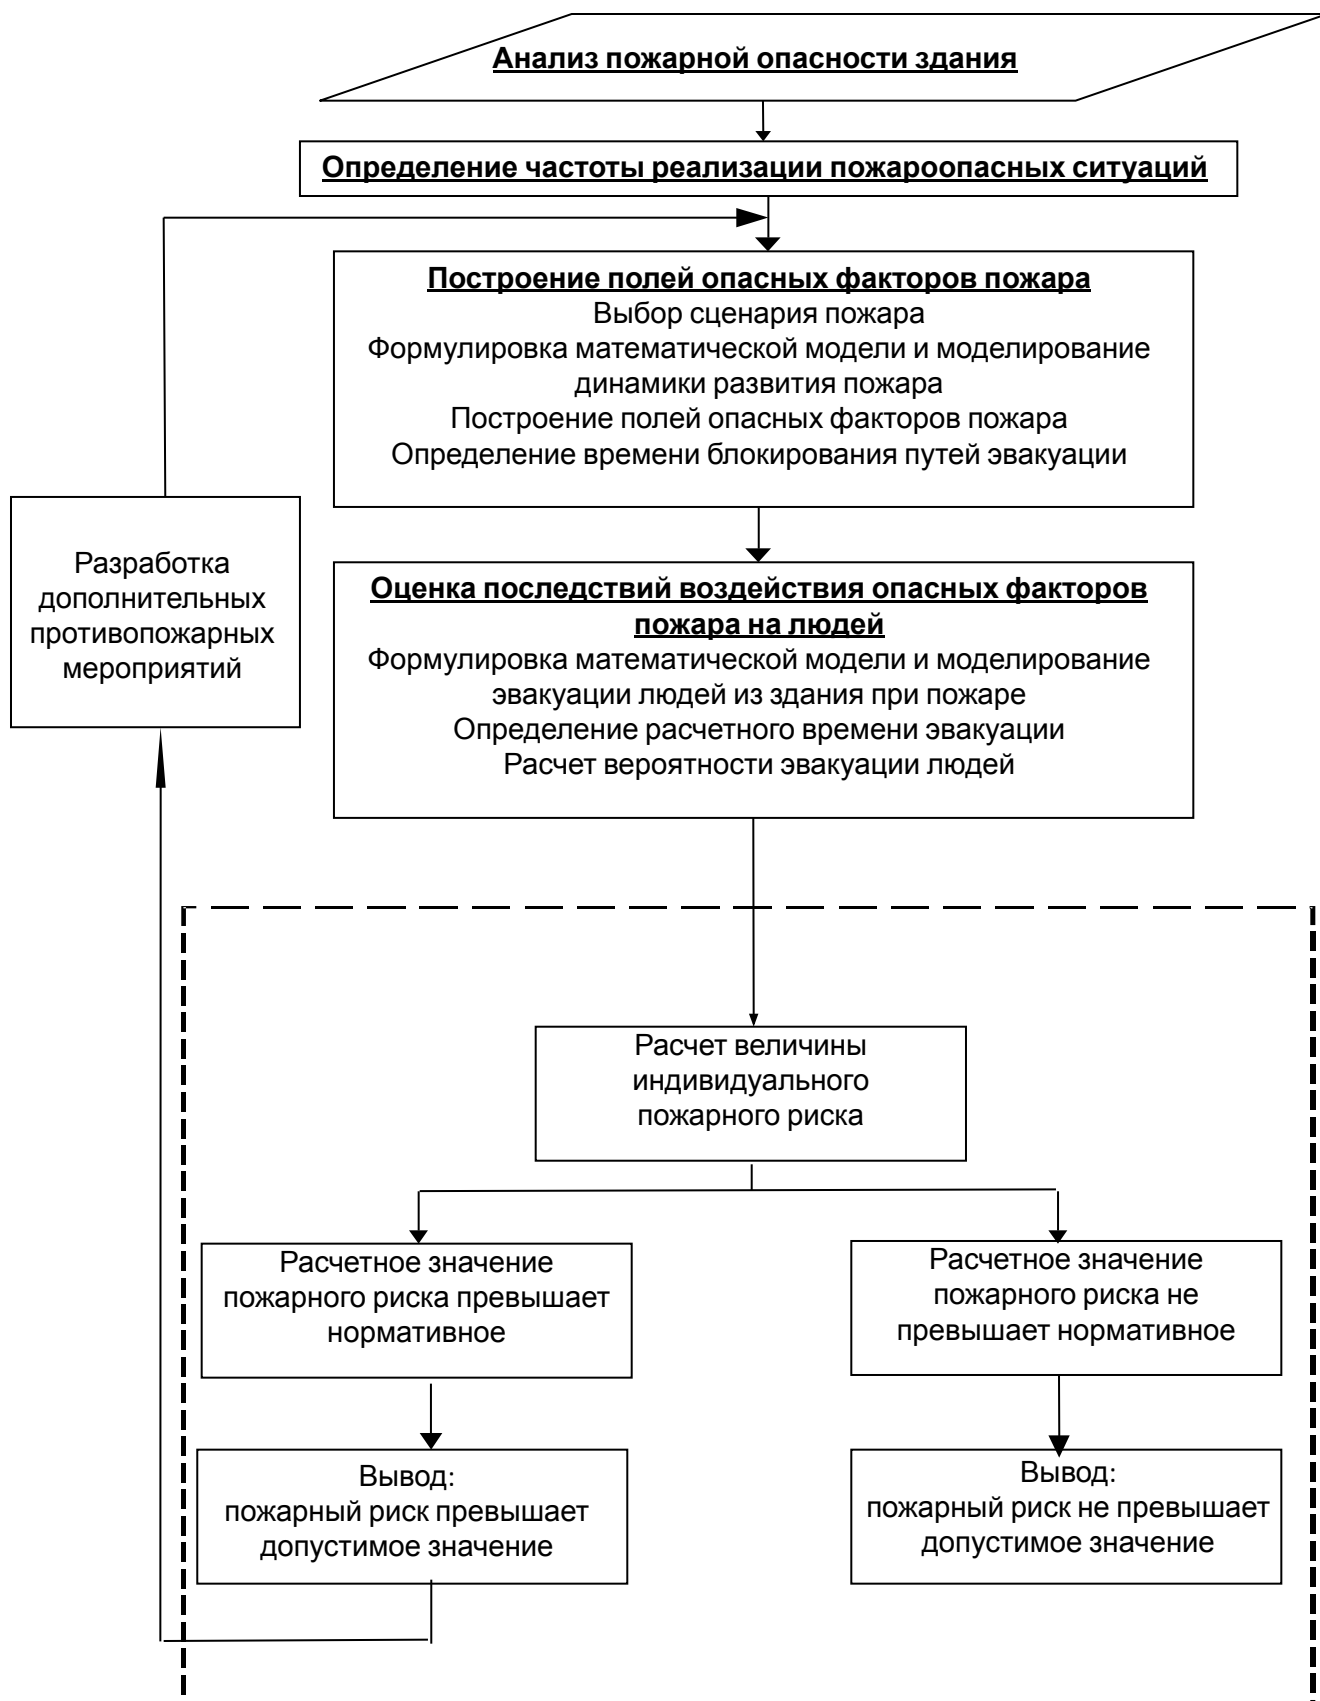 Анализ пожарной опасности здания
Определение частоты реализации пожароопасных ситуаций
Построение полей опасных факторов пожара
Выбор сценария пожара
Формулировка математической модели и моделирование
динамики развития пожара
Построение полей опасных факторов пожара
Определение времени блокирования путей эвакуации
Разработка
дополнительных
противопожарных
мероприятий
Оценка последствий воздействия опасных факторов
пожара на людей
Формулировка математической модели и моделирование
эвакуации людей из здания при пожаре
Определение расчетного времени эвакуации
Расчет вероятности эвакуации людей
Расчет величины
индивидуального
пожарного риска
Расчетное значение
пожарного риска превышает
нормативное
Расчетное значение
пожарного риска не
превышает нормативное
Вывод:
пожарный риск превышает
допустимое значение
Вывод:
пожарный риск не превышает
допустимое значение